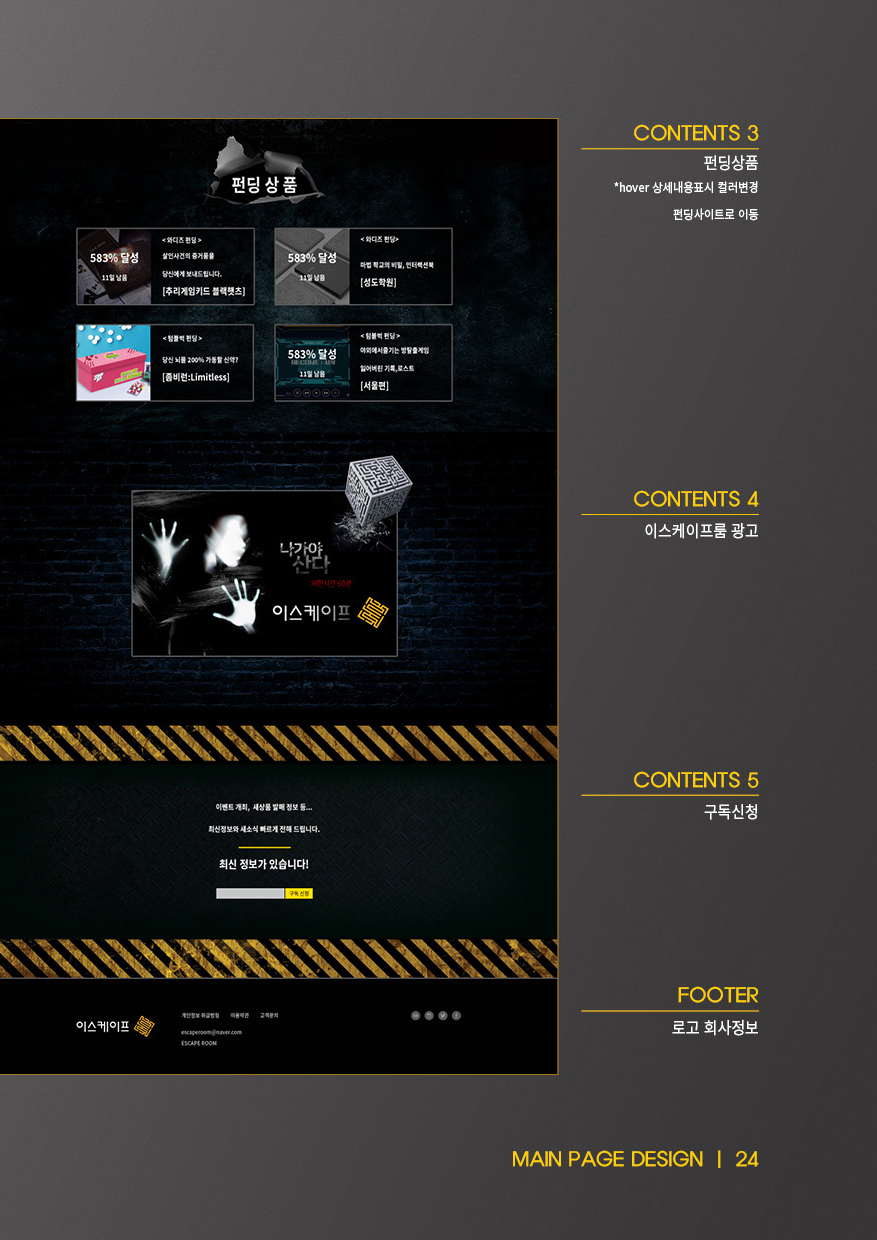 CONTENTS 3
펀딩상품
*hover 상세내용표시 컬러변경
펀딩사이트로 이동
펀딩 상 품
583% 달성
11일 남음
< 와디즈 펀딩 >
살인사건의 증거물을
당신에게 보내드립니다.
[추리게임키드 블랙햇츠]
583% 달성
11일 남음
< 와디즈 펀딩>
마법 학교의 비밀, 인터랙션북
[성도학원]
< 텀블벅 펀딩 >
당신 뇌를 200% 가동할 신약?
[좀비런:Limitless]
583% 달성
11일 남음
< 텀블벅 펀딩 >
야외에서즐기는 방탈출게임
잃어버린 기록,로스트
[서울편]
CONTENTS 4
이스케이프룸 광고
나가야
산다
제한시간 60분
이스케이프
CONTENTS 5
구독신청
이벤트 개최, 새상품 발매 정보 등...
최신정보와 새소식 빠르게 전해 드립니다.
최신 정보가 있습니다!
구독 신청
FOOTER
로고 회사정보
이스케이프
개인정보 취급방침 이용약관 고객문의
escaperoom@naver.com
ESCAPE ROOM
MAIN PAGE DESIGN | 24